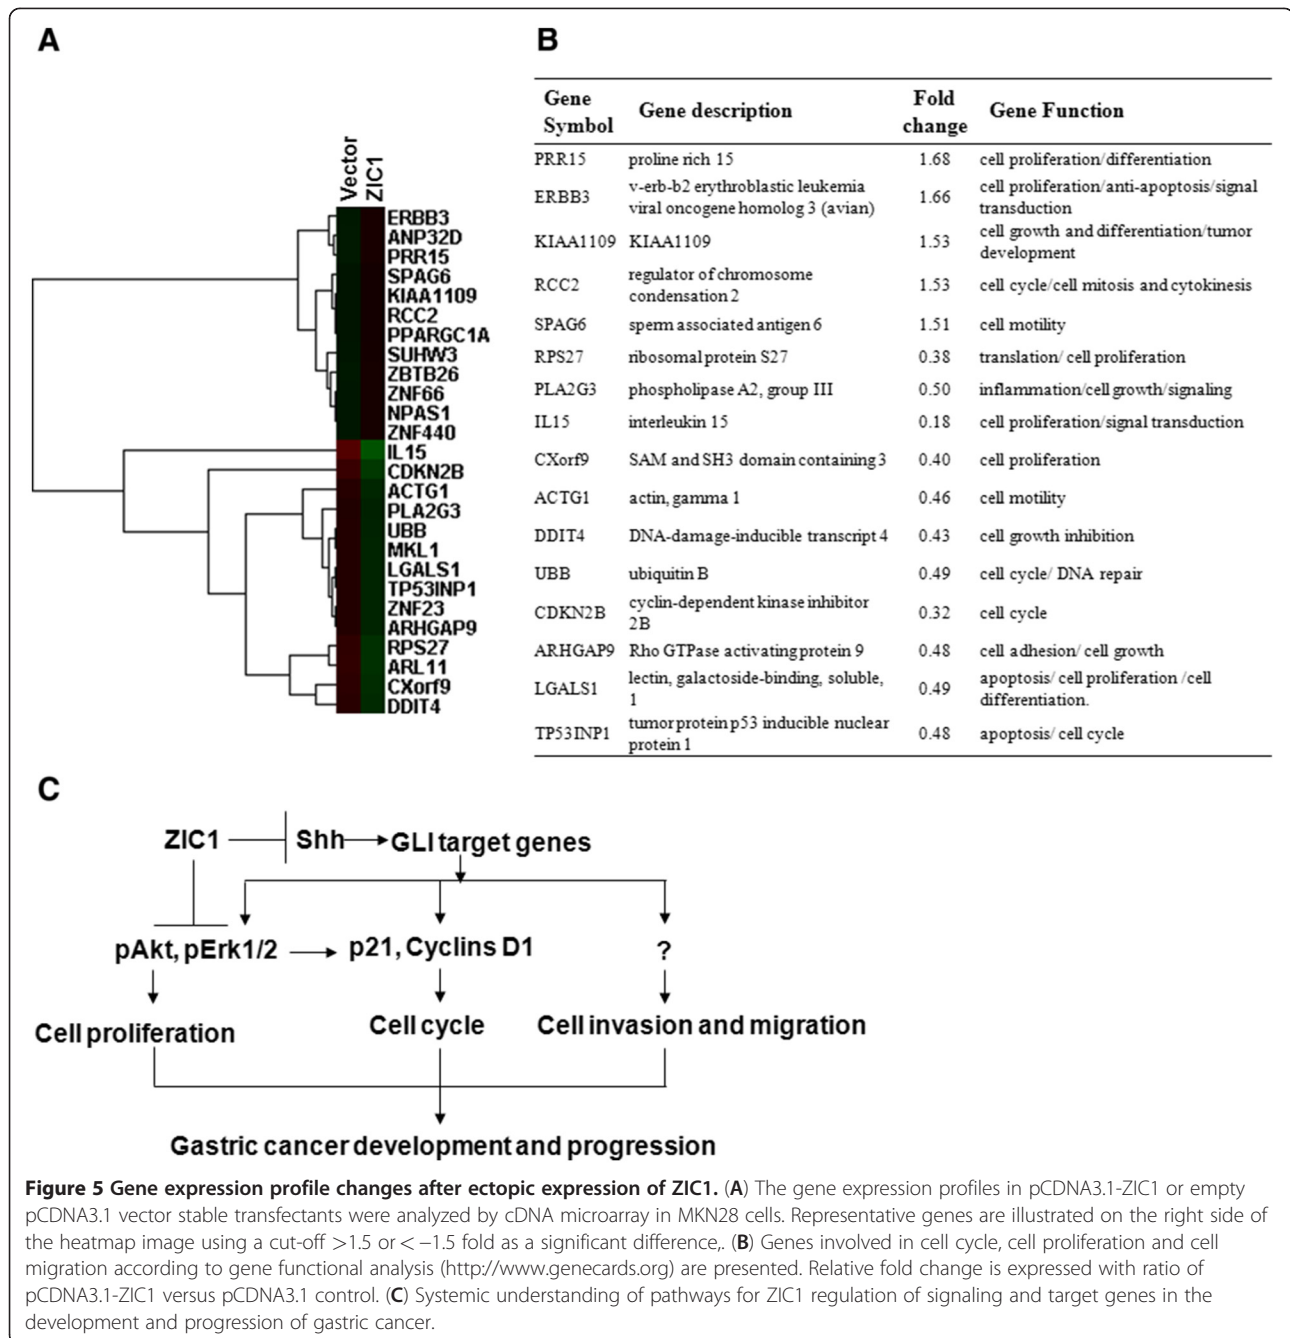 A
Vector
ZIC1
ERBB3
ANP32D
PRR15
SPAG6
KIAA1109
RCC2
PPARGC1A
SUHW3
ZBTB26
ZNF66
NPAS1
ZNF440
IL15
CDKN2B
ACTG1
PLA2G3
UBB
MKL1
LGALS1
TP53INP1
ZNF23
ARHGAP9
RPS27
ARL11
CXorf9
DDIT4
B
Gene Symbol Gene description Fold change Gene Function
PRR15 proline rich 15 1.68 cell proliferation/differentiation
ERBB3 v-erb-b2 erythroblastic leukemia viral oncogene homolog 3 (avian) 1.66 cell proliferation/anti-apoptosis/signal transduction
KIAA1109 KIAA1109 1.53 cell growth and differentiation/tumor development
RCC2 regulator of chromosome condensation 2 1.53 cell cycle/cell mitosis and cytokinesis
SPAG6 sperm associated antigen 6 1.51 cell motility
RPS27 ribosomal protein S27 0.38 translation/ cell proliferation
PLA2G3 phospholipase A2, group III 0.50 inflammation/cell growth/signaling
IL15 interleukin 15 0.18 cell proliferation/signal transduction
CXorf9 SAM and SH3 domain containing 3 0.40 cell proliferation
ACTG1 actin, gamma 1 0.46 cell motility
DDIT4 DNA-damage-inducible transcript 4 0.43 cell growth inhibition
UBB ubiquitin B 0.49 cell cycle/ DNA repair
CDKN2B cyclin-dependent kinase inhibitor 2B 0.32 cell cycle
ARHGAP9 Rho GTPase activating protein 9 0.48 cell adhesion/ cell growth
LGALS1 lectin, galactoside-binding, soluble, 1 0.49 apoptosis/ cell proliferation /cell differentiation.
TP53INP1 tumor protein p53 inducible nuclear protein 1 0.48 apoptosis/ cell cycle
C
ZIC1 Shh GLI target genes
pAkt, pErk1/2 p21, Cyclins D1 ?
Cell proliferation Cell cycle Cell invasion and migration
Gastric cancer development and progression
Figure 5 Gene expression profile changes after ectopic expression of ZIC1. (A) The gene expression profiles in pCDNA3.1-ZIC1 or empty
pCDNA3.1 vector stable transfectants were analyzed by cDNA microarray in MKN28 cells. Representative genes are illustrated on the right side of
the heatmap image using a cut-off >1.5 or < −1.5 fold as a significant difference,. (B) Genes involved in cell cycle, cell proliferation and cell
migration according to gene functional analysis (http://www.genecards.org) are presented. Relative fold change is expressed with ratio of
pCDNA3.1-ZIC1 versus pCDNA3.1 control. (C) Systemic understanding of pathways for ZIC1 regulation of signaling and target genes in the
development and progression of gastric cancer.